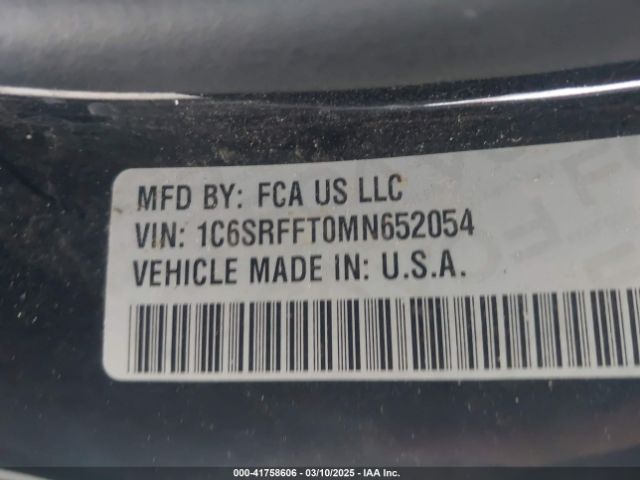 MFD BY: FCA US LLC
VIN: 1C6SRFFT0MN652054
VEHICLE MADE IN: U.S.A.
000-41758606 — 03/10/2025 — IAA Inc.